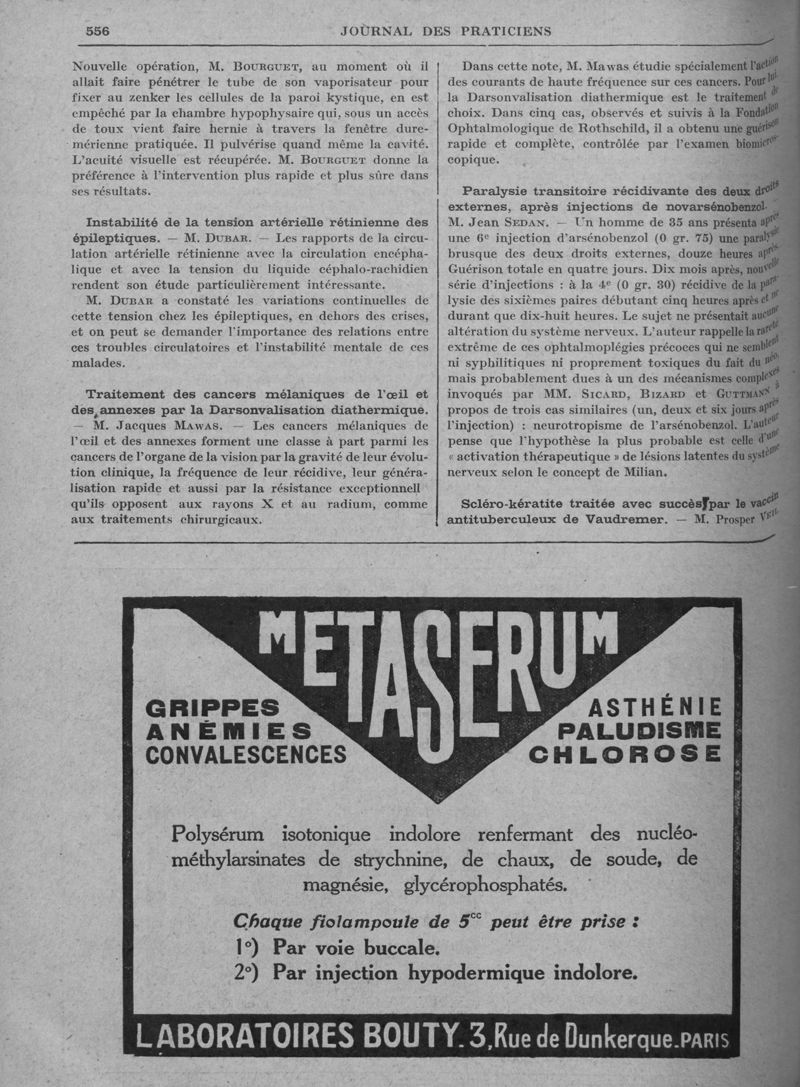 556
JOURNAL DES PRATICIENS
Nouvelle opération, M. BOURGUET, au moment où il
allait faire pénétrer le tube de son vaporisateur pour
fixer au zenker les cellules de la paroi kystique, en est
empêché par la chambre hypophysaire qui, sous un accès
de toux vient faire hernie à travers la fenêtre dure-
mérienne pratiquée. Il pulvérise quand même la cavité.
L'acuité visuelle est récupérée. M. BOURGUET donne la
préférence à l'intervention plus rapide et plus sûre dans
ses résultats.
Instabilité de la tension artérielle rétinienne des
épileptiques. — M. DUBAR. — Les rapports de la circu-
lation artérielle rétinienne avec la circulation encépha-
lique et avec la tension du liquide céphalo-rachidien
rendent son étude particulièrement intéressante.
M. DUBAR a constaté les variations continuelles de
cette tension chez les épileptiques, en dehors des crises,
et on peut se demander l'importance des relations entre
ces troubles circulatoires et l'instabilité mentale de ces
malades.
Traitement des cancers mélaniques de l'œil et
des annexes par la Darsonvalisation diathermique.
— M. Jacques MAWAS. — Les cancers mélaniques de
l'œil et des annexes forment une classe à part parmi les
cancers de l'organe de la vision par la gravité de leur évolu-
tion clinique, la fréquence de leur récidive, leur généra-
lisation rapide et aussi par la résistance exceptionnell
qu'ils opposent aux rayons X et au radium, comme
aux traitements chirurgicaux.
Dans cette note, M. Mawas étudie spécialement l'action
des courants de haute fréquence sur ces cancers. Pour lui
la Darsonvalisation diathermique est le traitement de
choix. Dans cinq cas, observés et suivis à la Fondation
Ophtalmologique de Rothschild, il a obtenu une guérison
rapide et complète, contrôlée par l'examen biomicros-
copique.
Paralysie transitoire récidivante des deux droits
externes, après injections de novarsénobenzol. —
M. Jean SEDAN. — Un homme de 35 ans présenta après
une 6e injection d'arsénobenzol (0 gr. 75) une paralysie
brusque des deux droits externes, douze heures après.
Guérison totale en quatre jours. Dix mois après, nouvelle
série d'injections : à la 4e (0 gr. 30) récidive de la para-
lysie des sixièmes paires débutant cinq heures après et ne
durant que dix-huit heures. Le sujet ne présentait aucune
altération du système nerveux. L'auteur rappelle la rareté
extrême de ces ophtalmoplégies précoces qui ne semblent
ni syphilitiques ni proprement toxiques du fait du néo,
mais probablement dues à un des mécanismes complexes
invoqués par MM. SICARD, BIZARD et GUTTMANN à
propos de trois cas similaires (un, deux et six jours après
l'injection) : neurotropisme de l'arsénobenzol. L'auteur
pense que l'hypothèse la plus probable est celle d'une
« activation thérapeutique » de lésions latentes du système
nerveux selon le concept de Milian.
Scléro-kératite traitée avec succès par le vaccin
antituberculeux de Vaudremer. — M. Prosper VEIL
METASERUM
GRIPPES
ANÉMIES
CONVALESCENCES
ASTHÉNIE
PALUDISME
CHLOROSE
Polysérum isotonique indolore renfermant des nucléo-
méthylarsinates de strychnine, de chaux, de soude, de
magnésie, glycérophosphatés.
Chaque fiolampoule de 5cc peut être prise :
1°) Par voie buccale.
2°) Par injection hypodermique indolore.
LABORATOIRES BOUTY. 3, Rue de Dunkerque. PARIS